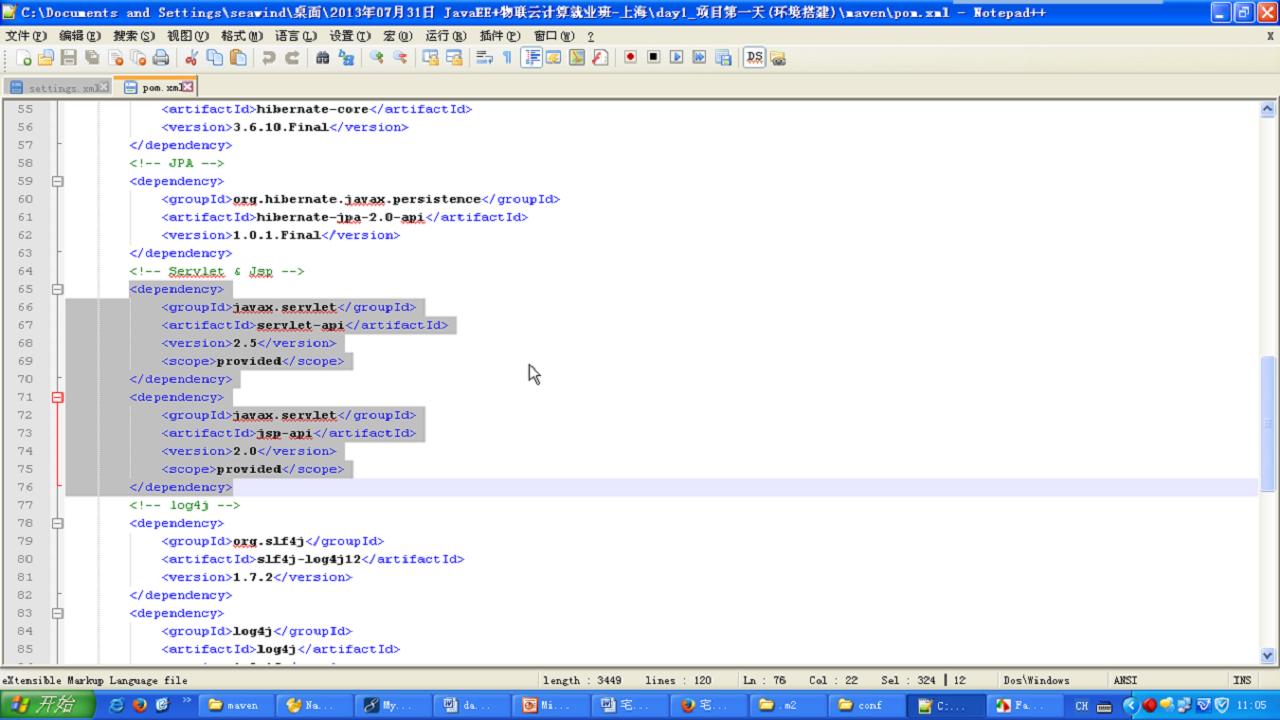 C:\Documents and Settings\seawind\桌面\2013年07月31日 JavaEE+物联云计算就业班-上海\day1_项目第一天(环境搭建)\maven\pom.xml - Notepad++
文件(F) 编辑(E) 搜索(S) 视图(V) 格式(M) 语言(L) 设置(T) 宏(O) 运行(R) 插件(P) 窗口(W) ? X
settings.xml pom.xml
55 <artifactId>hibernate-core</artifactId>
56 <version>3.6.10.Final</version>
57 </dependency>
58 <!-- JPA -->
59 <dependency>
60 <groupId>org.hibernate.javax.persistence</groupId>
61 <artifactId>hibernate-jpa-2.0-api</artifactId>
62 <version>1.0.1.Final</version>
63 </dependency>
64 <!-- Servlet & Jsp -->
65 <dependency>
66 <groupId>javax.servlet</groupId>
67 <artifactId>servlet-api</artifactId>
68 <version>2.5</version>
69 <scope>provided</scope>
70 </dependency>
71 <dependency>
72 <groupId>javax.servlet</groupId>
73 <artifactId>jsp-api</artifactId>
74 <version>2.0</version>
75 <scope>provided</scope>
76 </dependency>
77 <!-- log4j -->
78 <dependency>
79 <groupId>org.slf4j</groupId>
80 <artifactId>slf4j-log4j12</artifactId>
81 <version>1.7.2</version>
82 </dependency>
83 <dependency>
84 <groupId>log4j</groupId>
85 <artifactId>log4j</artifactId>
eXtensible Markup Language file length : 3449 lines : 120 Ln : 76 Col : 22 Sel : 324 | 12 Dos\Windows ANSI INS
开始 maven Na... My... da... Mi... 宅... 宅... .m2 conf C:... Fa... CH 11:05